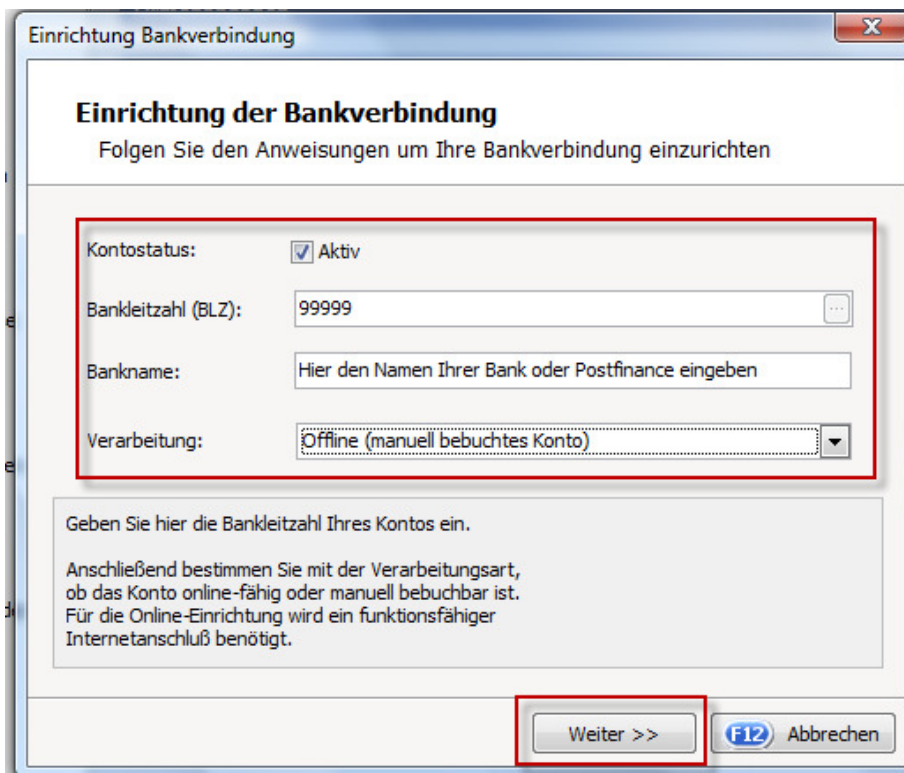 Einrichtung Bankverbindung
X
Einrichtung der Bankverbindung
Folgen Sie den Anweisungen um Ihre Bankverbindung einzurichten
Kontostatus: Aktiv
Bankleitzahl (BLZ): 99999 ...
Bankname: Hier den Namen Ihrer Bank oder Postfinance eingeben
Verarbeitung: Offline (manuell bebuchtes Konto)
Geben Sie hier die Bankleitzahl Ihres Kontos ein.
Anschließend bestimmen Sie mit der Verarbeitungsart,
ob das Konto online-fähig oder manuell bebuchbar ist.
Für die Online-Einrichtung wird ein funktionsfähiger
Internetanschluß benötigt.
Weiter >> F12 Abbrechen